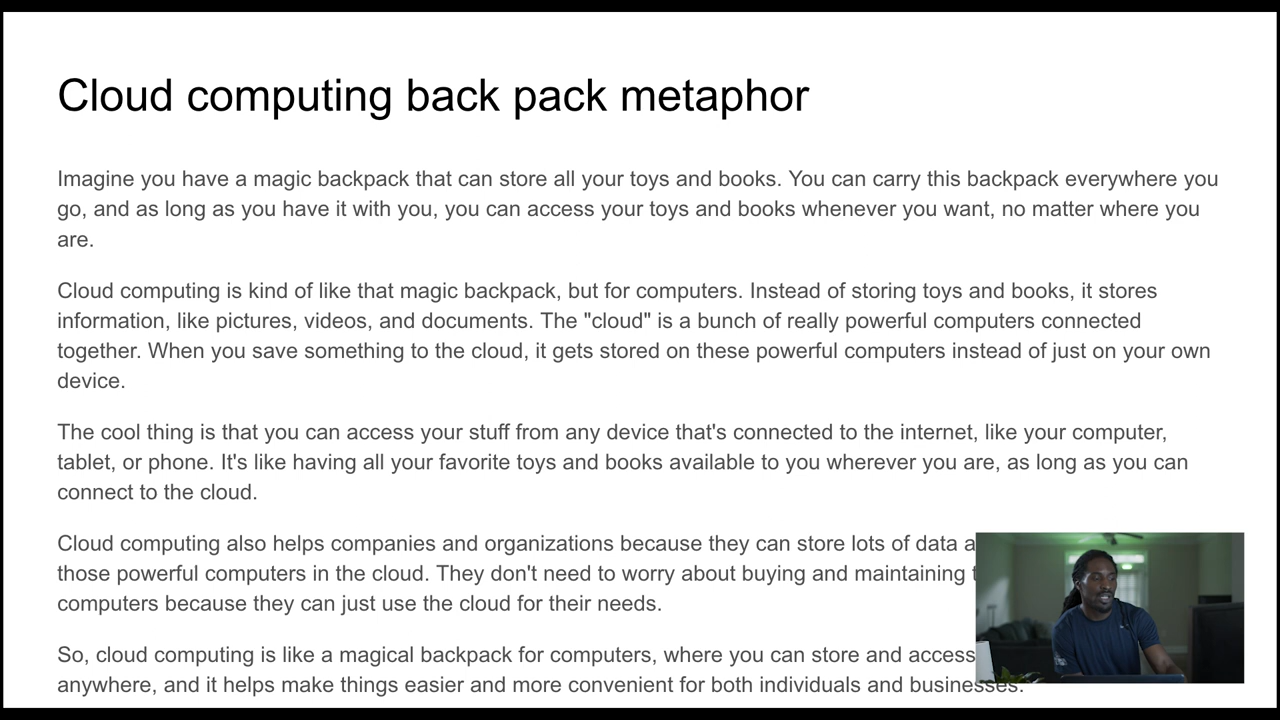 Cloud computing back pack metaphor
Imagine you have a magic backpack that can store all your toys and books. You can carry this backpack everywhere you
go, and as long as you have it with you, you can access your toys and books whenever you want, no matter where you
are.
Cloud computing is kind of like that magic backpack, but for computers. Instead of storing toys and books, it stores
information, like pictures, videos, and documents. The "cloud" is a bunch of really powerful computers connected
together. When you save something to the cloud, it gets stored on these powerful computers instead of just on your own
device.
The cool thing is that you can access your stuff from any device that's connected to the internet, like your computer,
tablet, or phone. It's like having all your favorite toys and books available to you wherever you are, as long as you can
connect to the cloud.
Cloud computing also helps companies and organizations because they can store lots of data
those powerful computers in the cloud. They don't need to worry about buying and maintaining
computers because they can just use the cloud for their needs.
So, cloud computing is like a magical backpack for computers, where you can store and access
anywhere, and it helps make things easier and more convenient for both individuals and businesses.